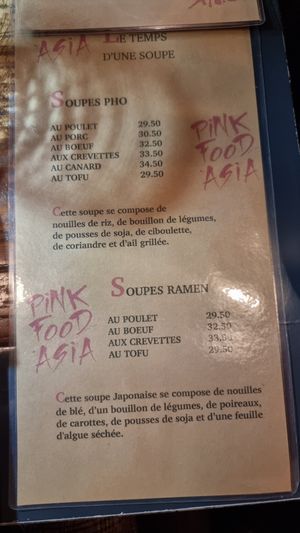 ASIA
LE TEMPS
D'UNE SOUPE
SOUPES PHO
AU POULET 29.50
AU PORC 30.50
AU BOEUF 32.50
AUX CREVETTES 33.50
AU CANARD 34.50
AU TOFU 29.50
PINK
FOOD
ASIA
Cette soupe se compose de
nouilles de riz, de bouillon de légumes,
de pousses de soja, de ciboulette,
de coriandre et d'ail grillée.
PINK
FOOD
ASIA
SOUPES RAMEN
AU POULET 29.50
AU BOEUF 32.50
AUX CREVETTES 33.50
AU TOFU 29.50
Cette soupe Japonaise se compose de nouilles
de blé, d'un bouillon de légumes, de poireaux,
de carottes, de pousses de soja et d'une feuille
d'algue séchée.